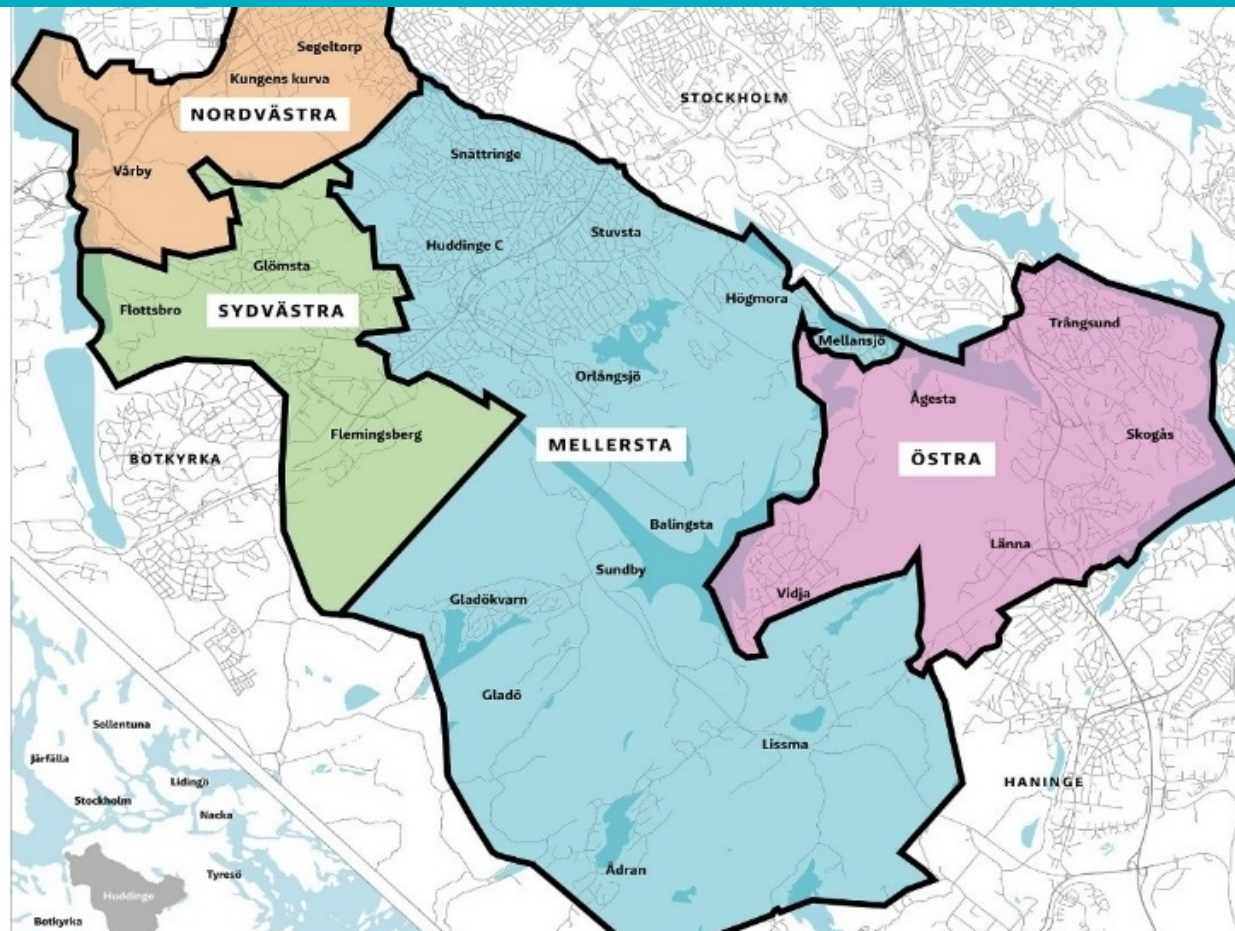 Segeltorp
Kungens kurva
NORDVÄSTRA
STOCKHOLM
Vårby
Snättringe
Huddinge C
Stuvsta
Glömsta
Flottsbro
SYDVÄSTRA
Högmora
Mellansjö
Trångsund
Orlångsjö
Ågesta
Flemingsberg
MELLERSTA
Skogås
ÖSTRA
BOTKYRKA
Balingsta
Länna
Sundby
Vidja
Gladökvarn
Gladö
Lissma
HANINGE
Ådran
Sollentuna
Järfälla
Lidingö
Stockholm
Nacka
Tyresö
Huddinge
Botkyrka